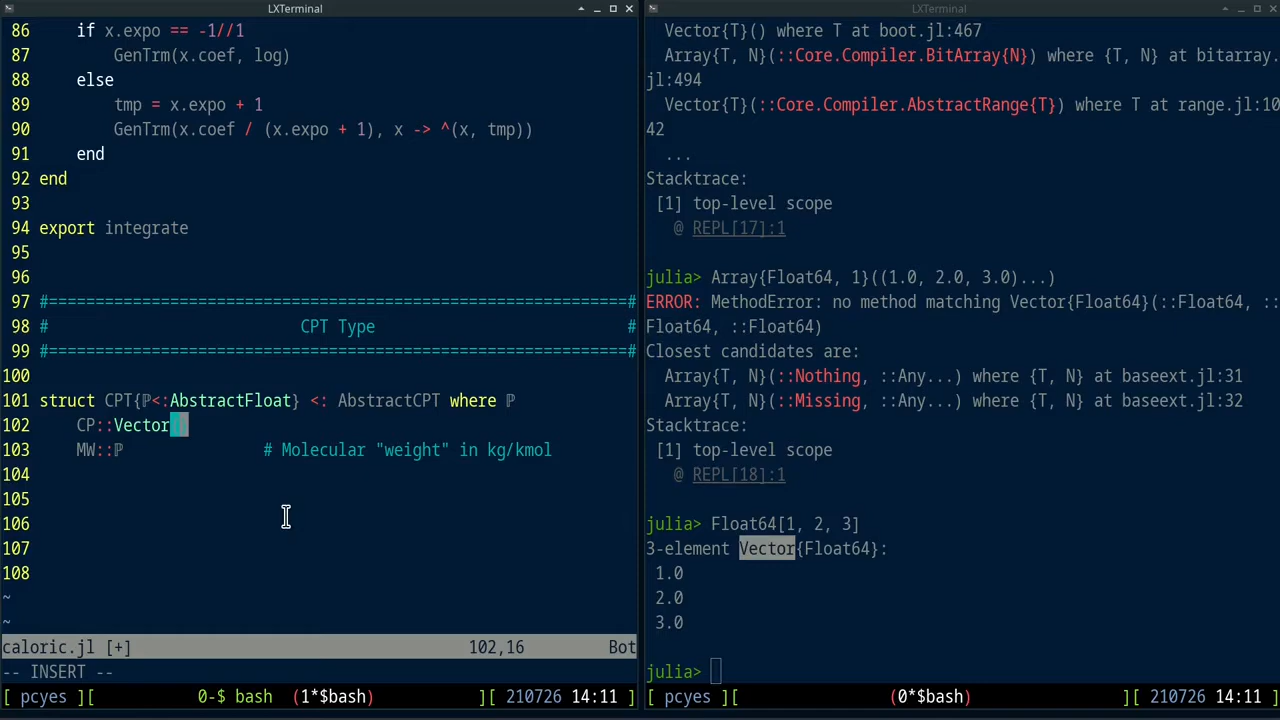 LXTerminal
86     if x.expo == -1//1
87         GenTrm(x.coef, log)
88     else
89         tmp = x.expo + 1
90         GenTrm(x.coef / (x.expo + 1), x -> ^(x, tmp))
91     end
92 end
93
94 export integrate
95
96
97 #==============================================================#
98 #                           CPT Type                           #
99 #==============================================================#
100
101 struct CPT{ℙ<:AbstractFloat} <: AbstractCPT where ℙ
102     CP::Vector
103     MW::ℙ               # Molecular "weight" in kg/kmol
104
105
106
107
108
~
~
caloric.jl [+]                                      102,16         Bot
-- INSERT --
[ pcyes ][           0-$ bash  (1*$bash)           ][ 210726 14:11 ]
LXTerminal
  Vector{T}() where T at boot.jl:467
  Array{T, N}(::Core.Compiler.BitArray{N}) where {T, N} at bitarray.
jl:494
  Vector{T}(::Core.Compiler.AbstractRange{T}) where T at range.jl:10
42
  ...
Stacktrace:
 [1] top-level scope
   @ REPL[17]:1
julia> Array{Float64, 1}((1.0, 2.0, 3.0)...)
ERROR: MethodError: no method matching Vector{Float64}(::Float64, ::
Float64, ::Float64)
Closest candidates are:
  Array{T, N}(::Nothing, ::Any...) where {T, N} at baseext.jl:31
  Array{T, N}(::Missing, ::Any...) where {T, N} at baseext.jl:32
Stacktrace:
 [1] top-level scope
   @ REPL[18]:1
julia> Float64[1, 2, 3]
3-element Vector{Float64}:
 1.0
 2.0
 3.0
julia>
[ pcyes ][                (0*$bash)                ][ 210726 14:11 ]